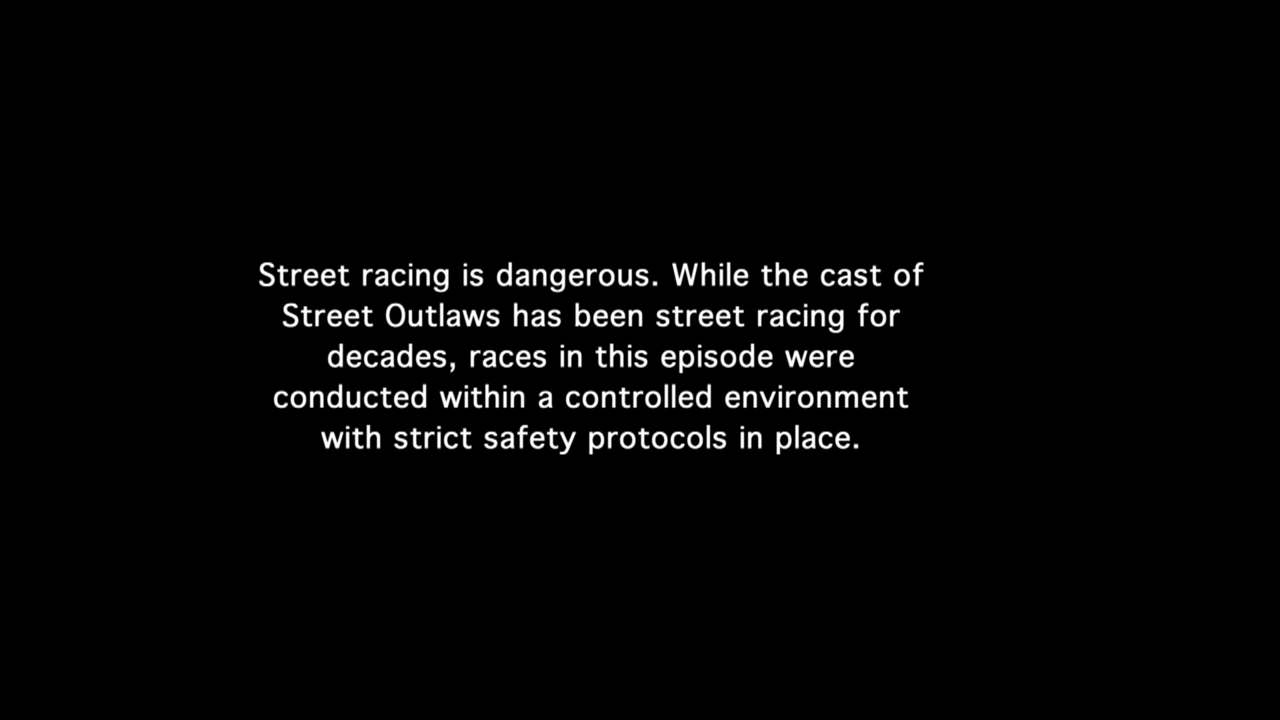 Street racing is dangerous. While the cast of
Street Outlaws has been street racing for
decades, races in this episode were
conducted within a controlled environment
with strict safety protocols in place.